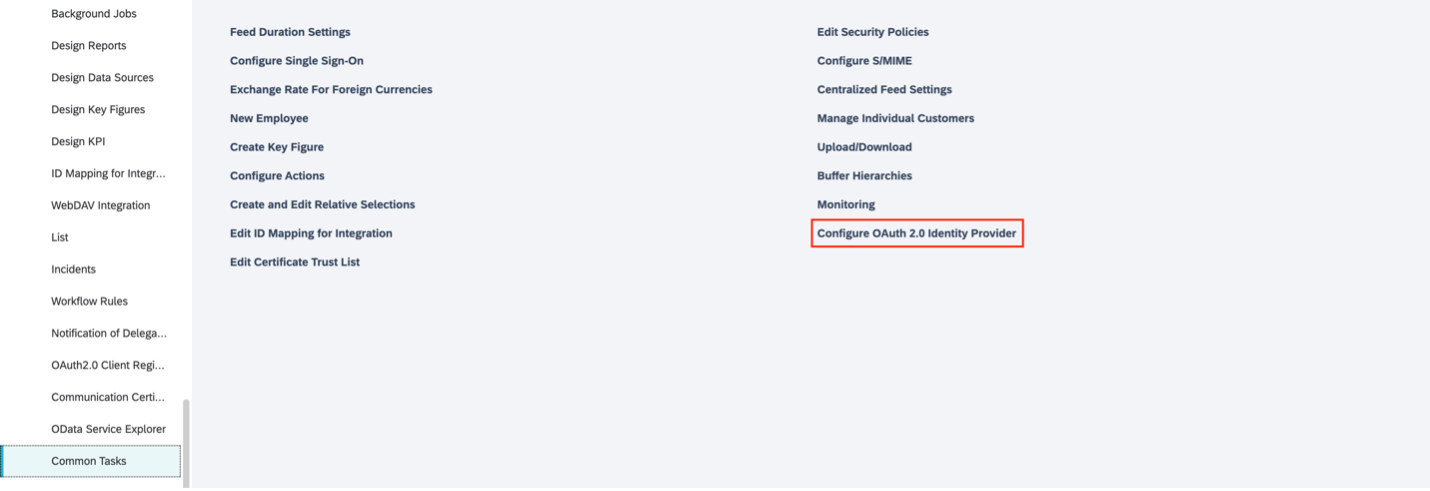 Background Jobs
Design Reports
Design Data Sources
Design Key Figures
Design KPI
ID Mapping for Integr...
WebDAV Integration
List
Incidents
Workflow Rules
Notification of Delega...
OAuth2.0 Client Regi...
Communication Certi...
OData Service Explorer
Common Tasks
Feed Duration Settings
Configure Single Sign-On
Exchange Rate For Foreign Currencies
New Employee
Create Key Figure
Configure Actions
Create and Edit Relative Selections
Edit ID Mapping for Integration
Edit Certificate Trust List
Edit Security Policies
Configure S/MIME
Centralized Feed Settings
Manage Individual Customers
Upload/Download
Buffer Hierarchies
Monitoring
Configure OAuth 2.0 Identity Provider